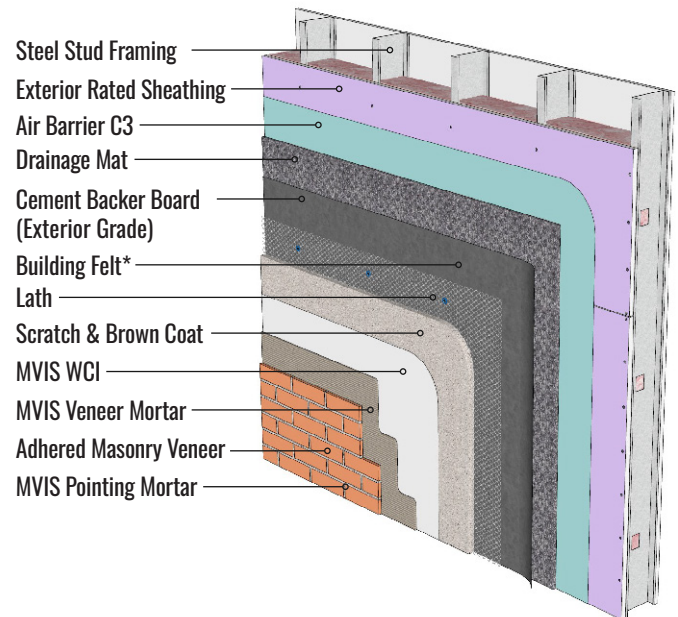 Steel Stud Framing
Exterior Rated Sheathing
Air Barrier C3
Drainage Mat
Cement Backer Board
(Exterior Grade)
Building Felt*
Lath
Scratch & Brown Coat
MVIS WCI
MVIS Veneer Mortar
Adhered Masonry Veneer
MVIS Pointing Mortar